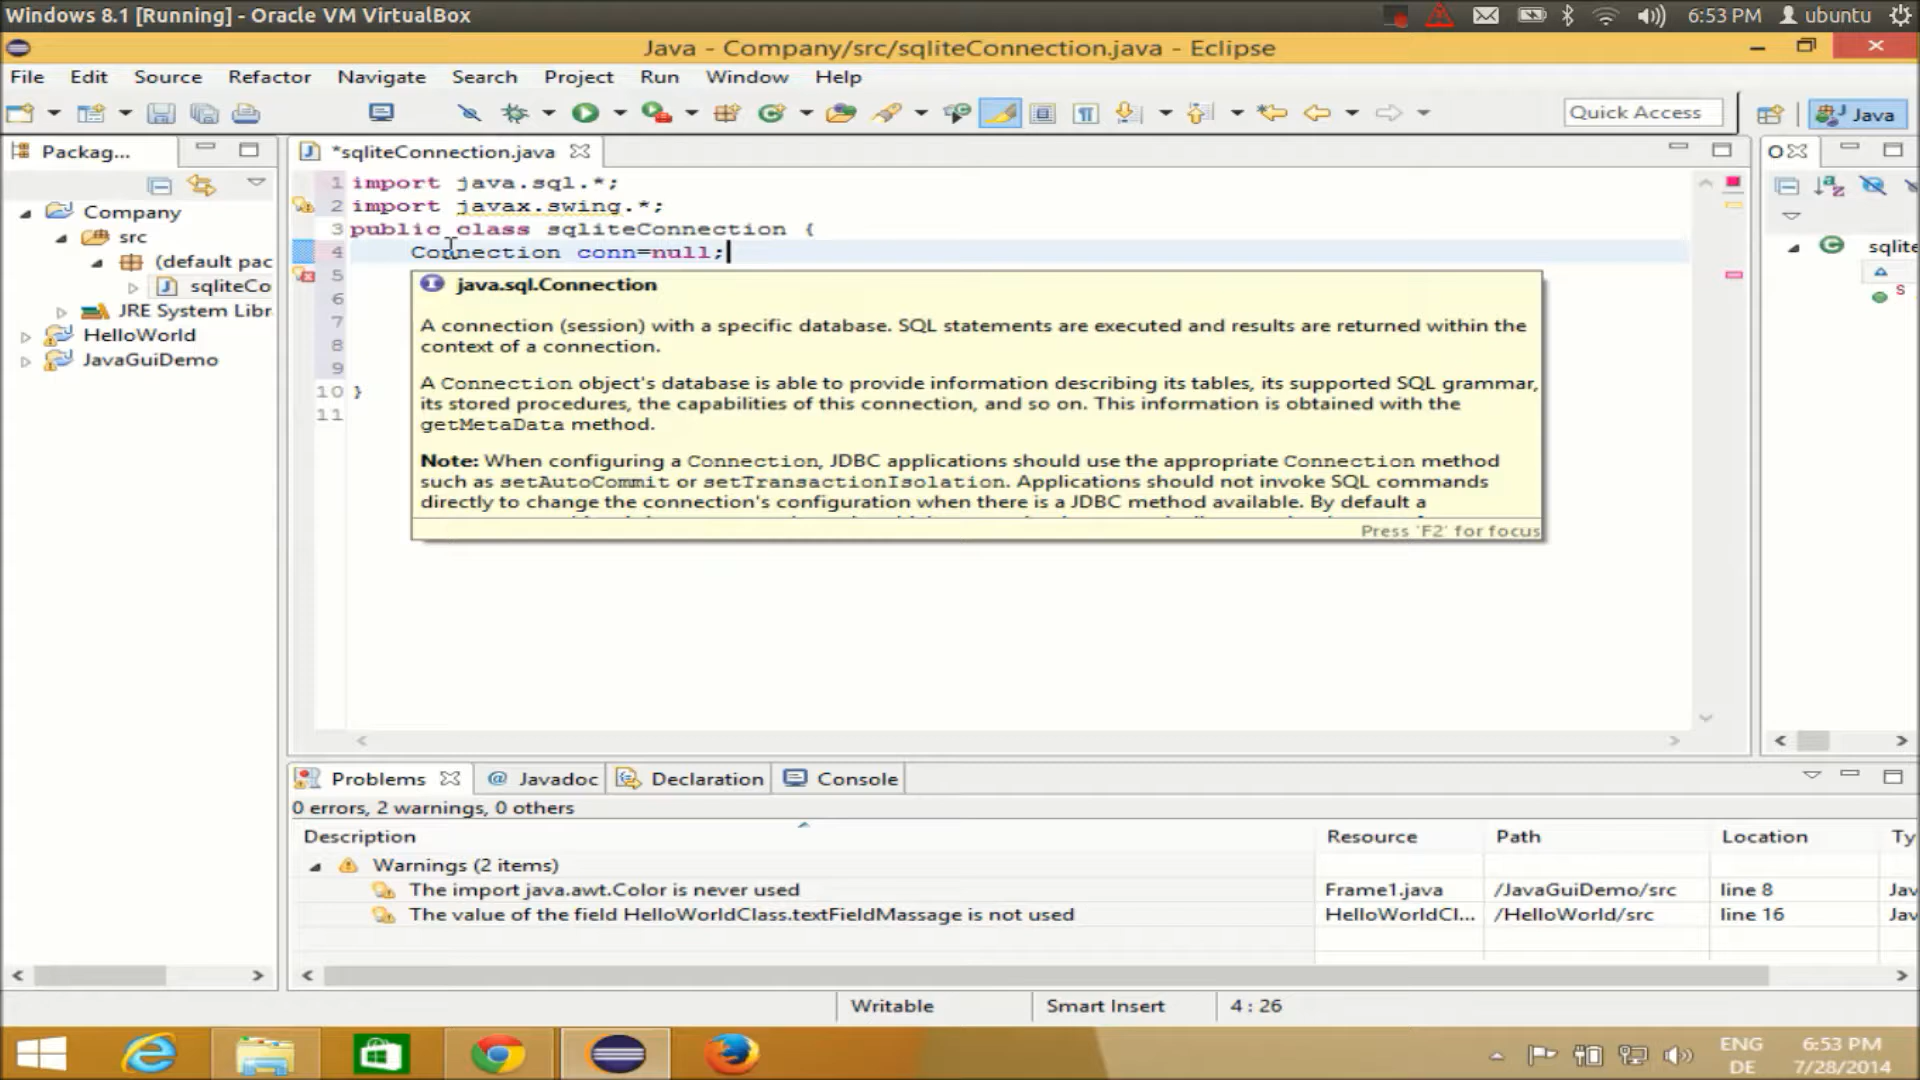 Windows 8.1 [Running] - Oracle VM VirtualBox
6:53 PM
ubuntu
Java - Company/src/sqliteConnection.java - Eclipse
File Edit Source Refactor Navigate Search Project Run Window Help
Quick Access
Java
Packag...
*sqliteConnection.java
Company
src
(default pac
sqliteCo
JRE System Libr
HelloWorld
JavaGuiDemo
1 import java.sql.*;
2 import javax.swing.*;
3 public class sqliteConnection {
4 Connection conn=null;
5
6
7
8
9
10 }
11
java.sql.Connection
A connection (session) with a specific database. SQL statements are executed and results are returned within the
context of a connection.
A Connection object's database is able to provide information describing its tables, its supported SQL grammar,
its stored procedures, the capabilities of this connection, and so on. This information is obtained with the
getMetaData method.
Note: When configuring a Connection, JDBC applications should use the appropriate Connection method
such as setAutoCommit or setTransactionIsolation. Applications should not invoke SQL commands
directly to change the connection's configuration when there is a JDBC method available. By default a
Press 'F2' for focus
O
sqlite
S
Problems
@ Javadoc
Declaration
Console
0 errors, 2 warnings, 0 others
Description Resource Path Location Ty
Warnings (2 items)
The import java.awt.Color is never used Frame1.java /JavaGuiDemo/src line 8 Jav
The value of the field HelloWorldClass.textFieldMassage is not used HelloWorldCl... /HelloWorld/src line 16 Jav
Writable
Smart Insert
4 : 26
ENG
DE
6:53 PM
7/28/2014